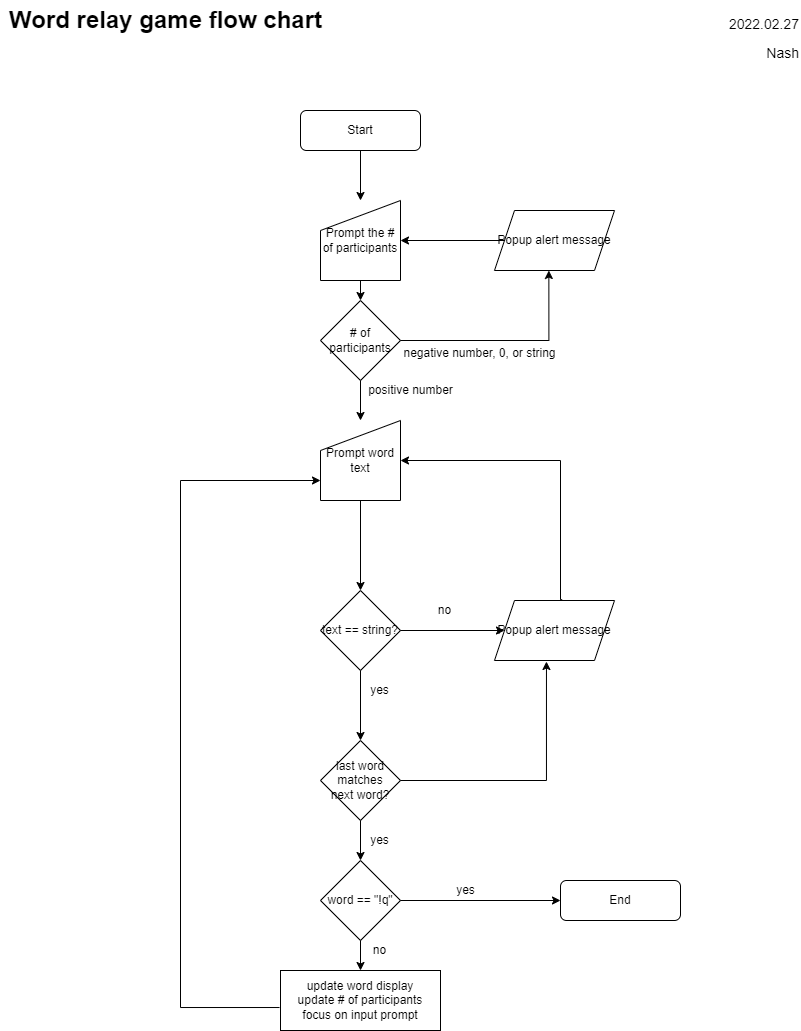 Word relay game flow chart
2022.02.27
Nash
Start
Prompt the #
of participants
Popup alert message
# of
participants
negative number, 0, or string
positive number
Prompt word
text
no
text == string?
Popup alert message
yes
last word
matches
next word?
yes
word == "!q"
yes
End
no
update word display
update # of participants
focus on input prompt